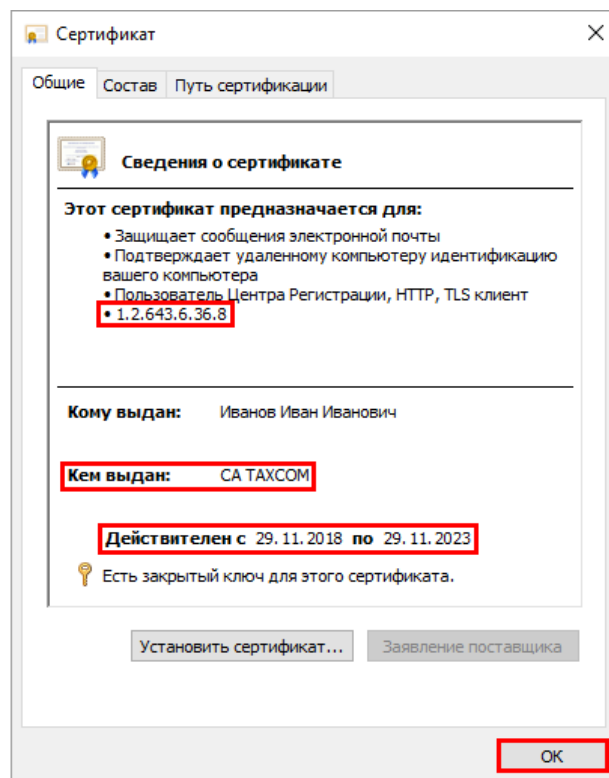 Сертификат
Общие Состав Путь сертификации
Сведения о сертификате
Этот сертификат предназначается для:
• Защищает сообщения электронной почты
• Подтверждает удаленному компьютеру идентификацию
вашего компьютера
• Пользователь Центра Регистрации, HTTP, TLS клиент
• 1.2.643.6.36.8
Кому выдан: Иванов Иван Иванович
Кем выдан: CA TAXCOM
Действителен с 29.11.2018 по 29.11.2023
Есть закрытый ключ для этого сертификата.
Установить сертификат... Заявление поставщика
ОК